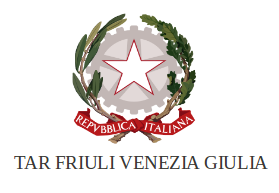 REPVBBLICA ITALIANA
TAR FRIULI VENEZIA GIULIA